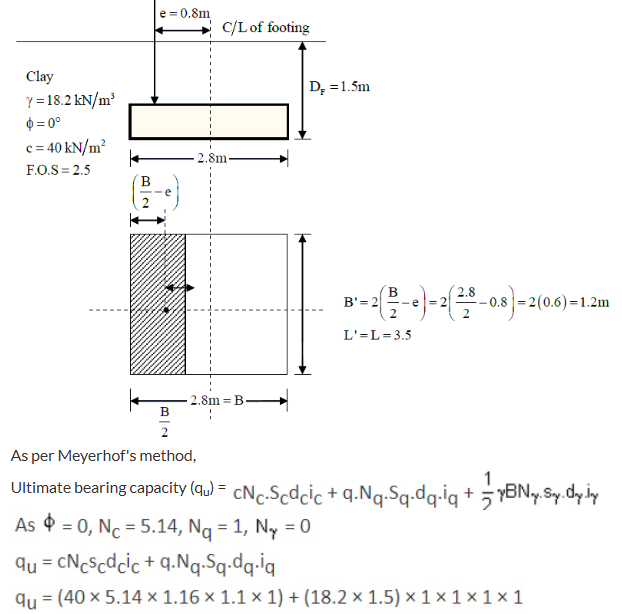 e = 0.8m
C/L of footing
Clay
γ = 18.2 kN/m³
ϕ = 0°
c = 40 kN/m²
F.O.S = 2.5
D_F = 1.5m
2.8m
(B/2 − e)
B' = 2(B/2 − e) = 2(2.8/2 − 0.8) = 2(0.6) = 1.2m
L' = L = 3.5
2.8m = B
B/2
As per Meyerhof's method,
Ultimate bearing capacity (qᵤ) = cN_c.S_cd_ci_c + q.N_q.S_q.d_q.i_q + 1/2 γBN_γ.s_γ.d_γ.i_γ
As ϕ = 0, N_c = 5.14, N_q = 1, N_γ = 0
qᵤ = cN_cs_cd_ci_c + q.N_q.S_q.d_q.i_q
qᵤ = (40 × 5.14 × 1.16 × 1.1 × 1) + (18.2 × 1.5) × 1 × 1 × 1 × 1